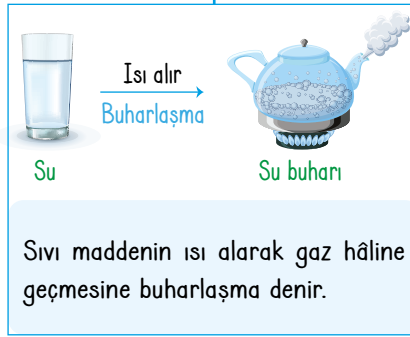 Isı alır
Buharlaşma
Su
Su buharı
Sıvı maddenin ısı alarak gaz hâline
geçmesine buharlaşma denir.